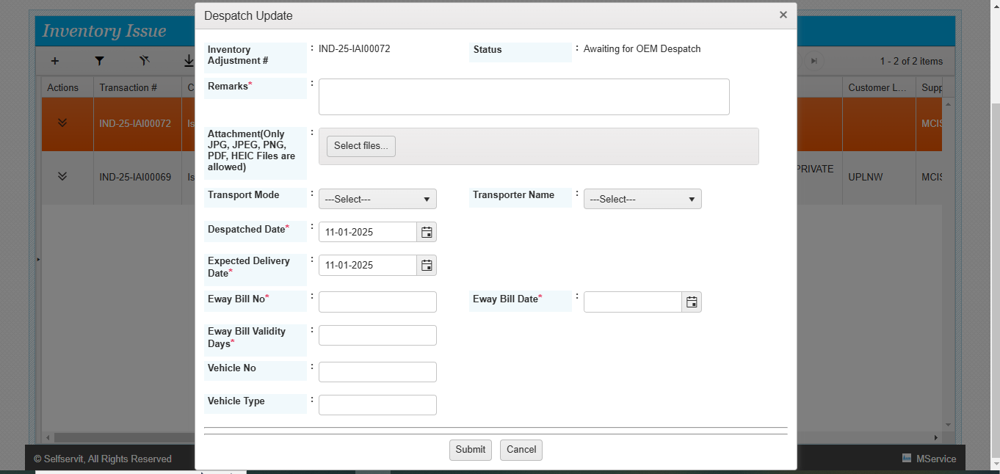 Despatch Update
Inventory Issue
1 - 2 of 2 items
Actions
Transaction #
Customer L...
IND-25-IAI00072
IND-25-IAI00069
PRIVATE
UPLNW
Inventory
Adjustment #
: IND-25-IAI00072
Status
: Awaiting for OEM Despatch
Remarks*
:
Attachment(Only
JPG, JPEG, PNG,
PDF, HEIC Files are
allowed)
:
Select files...
Transport Mode
:
---Select---
Transporter Name
:
---Select---
Despatched Date*
:
11-01-2025
Expected Delivery
Date*
:
11-01-2025
Eway Bill No*
:
Eway Bill Date*
:
Eway Bill Validity
Days*
:
Vehicle No
:
Vehicle Type
:
Submit
Cancel
© Selfservit, All Rights Reserved
MService